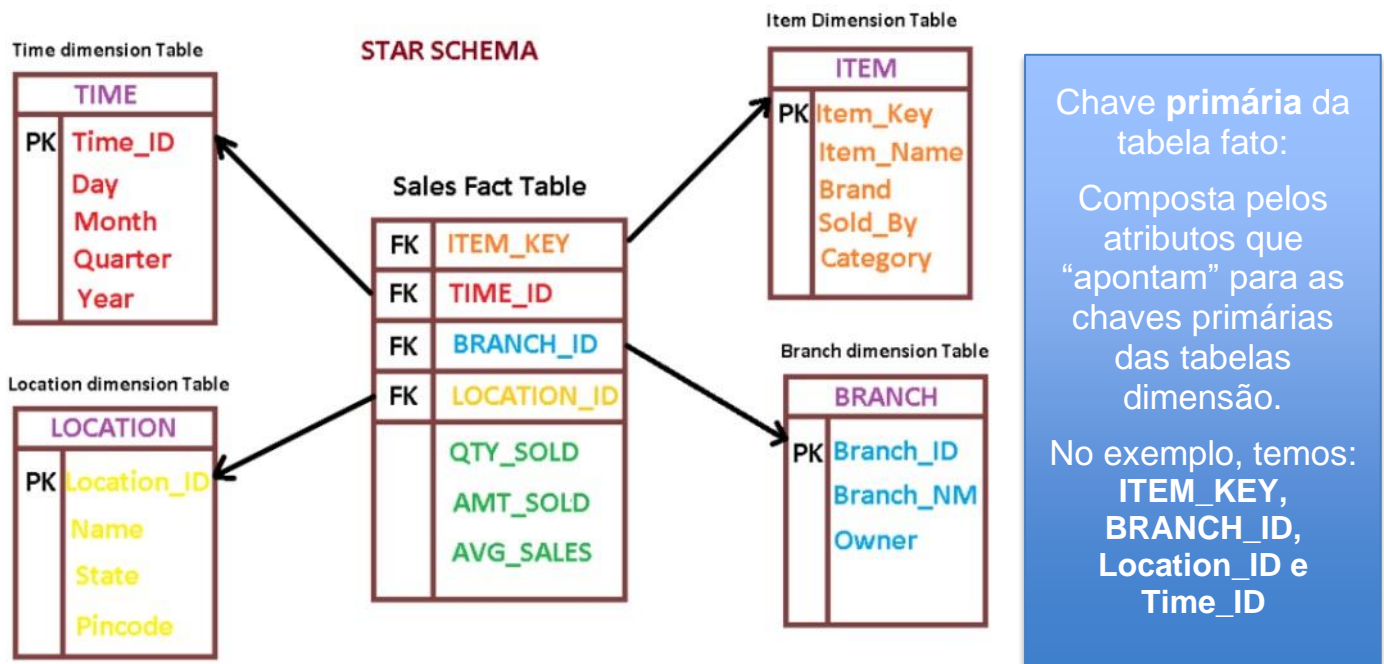 STAR SCHEMA
Time dimension Table
TIME
PK Time_ID
Day
Month
Quarter
Year
Location dimension Table
LOCATION
PK Location_ID
Name
State
Pincode
Sales Fact Table
FK ITEM_KEY
FK TIME_ID
FK BRANCH_ID
FK LOCATION_ID
QTY_SOLD
AMT_SOLD
AVG_SALES
Item Dimension Table
ITEM
PK Item_Key
Item_Name
Brand
Sold_By
Category
Branch dimension Table
BRANCH
PK Branch_ID
Branch_NM
Owner
Chave primária da
tabela fato:
Composta pelos
atributos que
“apontam” para as
chaves primárias
das tabelas
dimensão.
No exemplo, temos:
ITEM_KEY,
BRANCH_ID,
Location_ID e
Time_ID